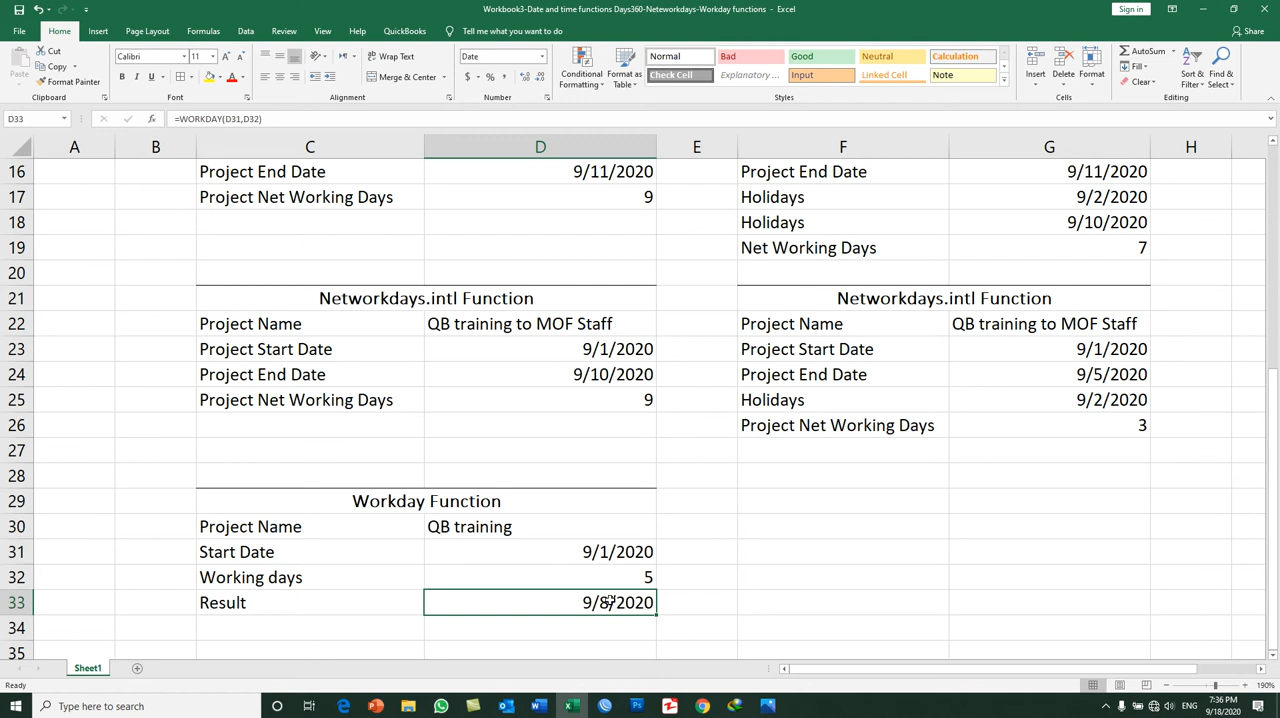 Workbook3-Date and time functions Days360-Neteworkdays-Workday functions - Excel
Sign in
File Home Insert Page Layout Formulas Data Review View Help QuickBooks Tell me what you want to do Share
Paste Cut Copy Format Painter Clipboard
Calibri 11 B I U A A A Font
Wrap Text Merge & Center Alignment
Date $ % , Number
Conditional Formatting Format as Table
Normal Bad Good Neutral Calculation
Check Cell Explanatory ... Input Linked Cell Note
Styles
Insert Delete Format Cells
AutoSum Fill Clear Sort & Filter Find & Select Editing
D33 fx =WORKDAY(D31,D32)
A B C D E F G H
16 Project End Date 9/11/2020 Project End Date 9/11/2020
17 Project Net Working Days 9 Holidays 9/2/2020
18 Holidays 9/10/2020
19 Net Working Days 7
20
21 Networkdays.intl Function Networkdays.intl Function
22 Project Name QB training to MOF Staff Project Name QB training to MOF Staff
23 Project Start Date 9/1/2020 Project Start Date 9/1/2020
24 Project End Date 9/10/2020 Project End Date 9/5/2020
25 Project Net Working Days 9 Holidays 9/2/2020
26 Project Net Working Days 3
27
28
29 Workday Function
30 Project Name QB training
31 Start Date 9/1/2020
32 Working days 5
33 Result 9/8/2020
34
35
Sheet1
Ready 190%
Type here to search
7:36 PM
9/18/2020